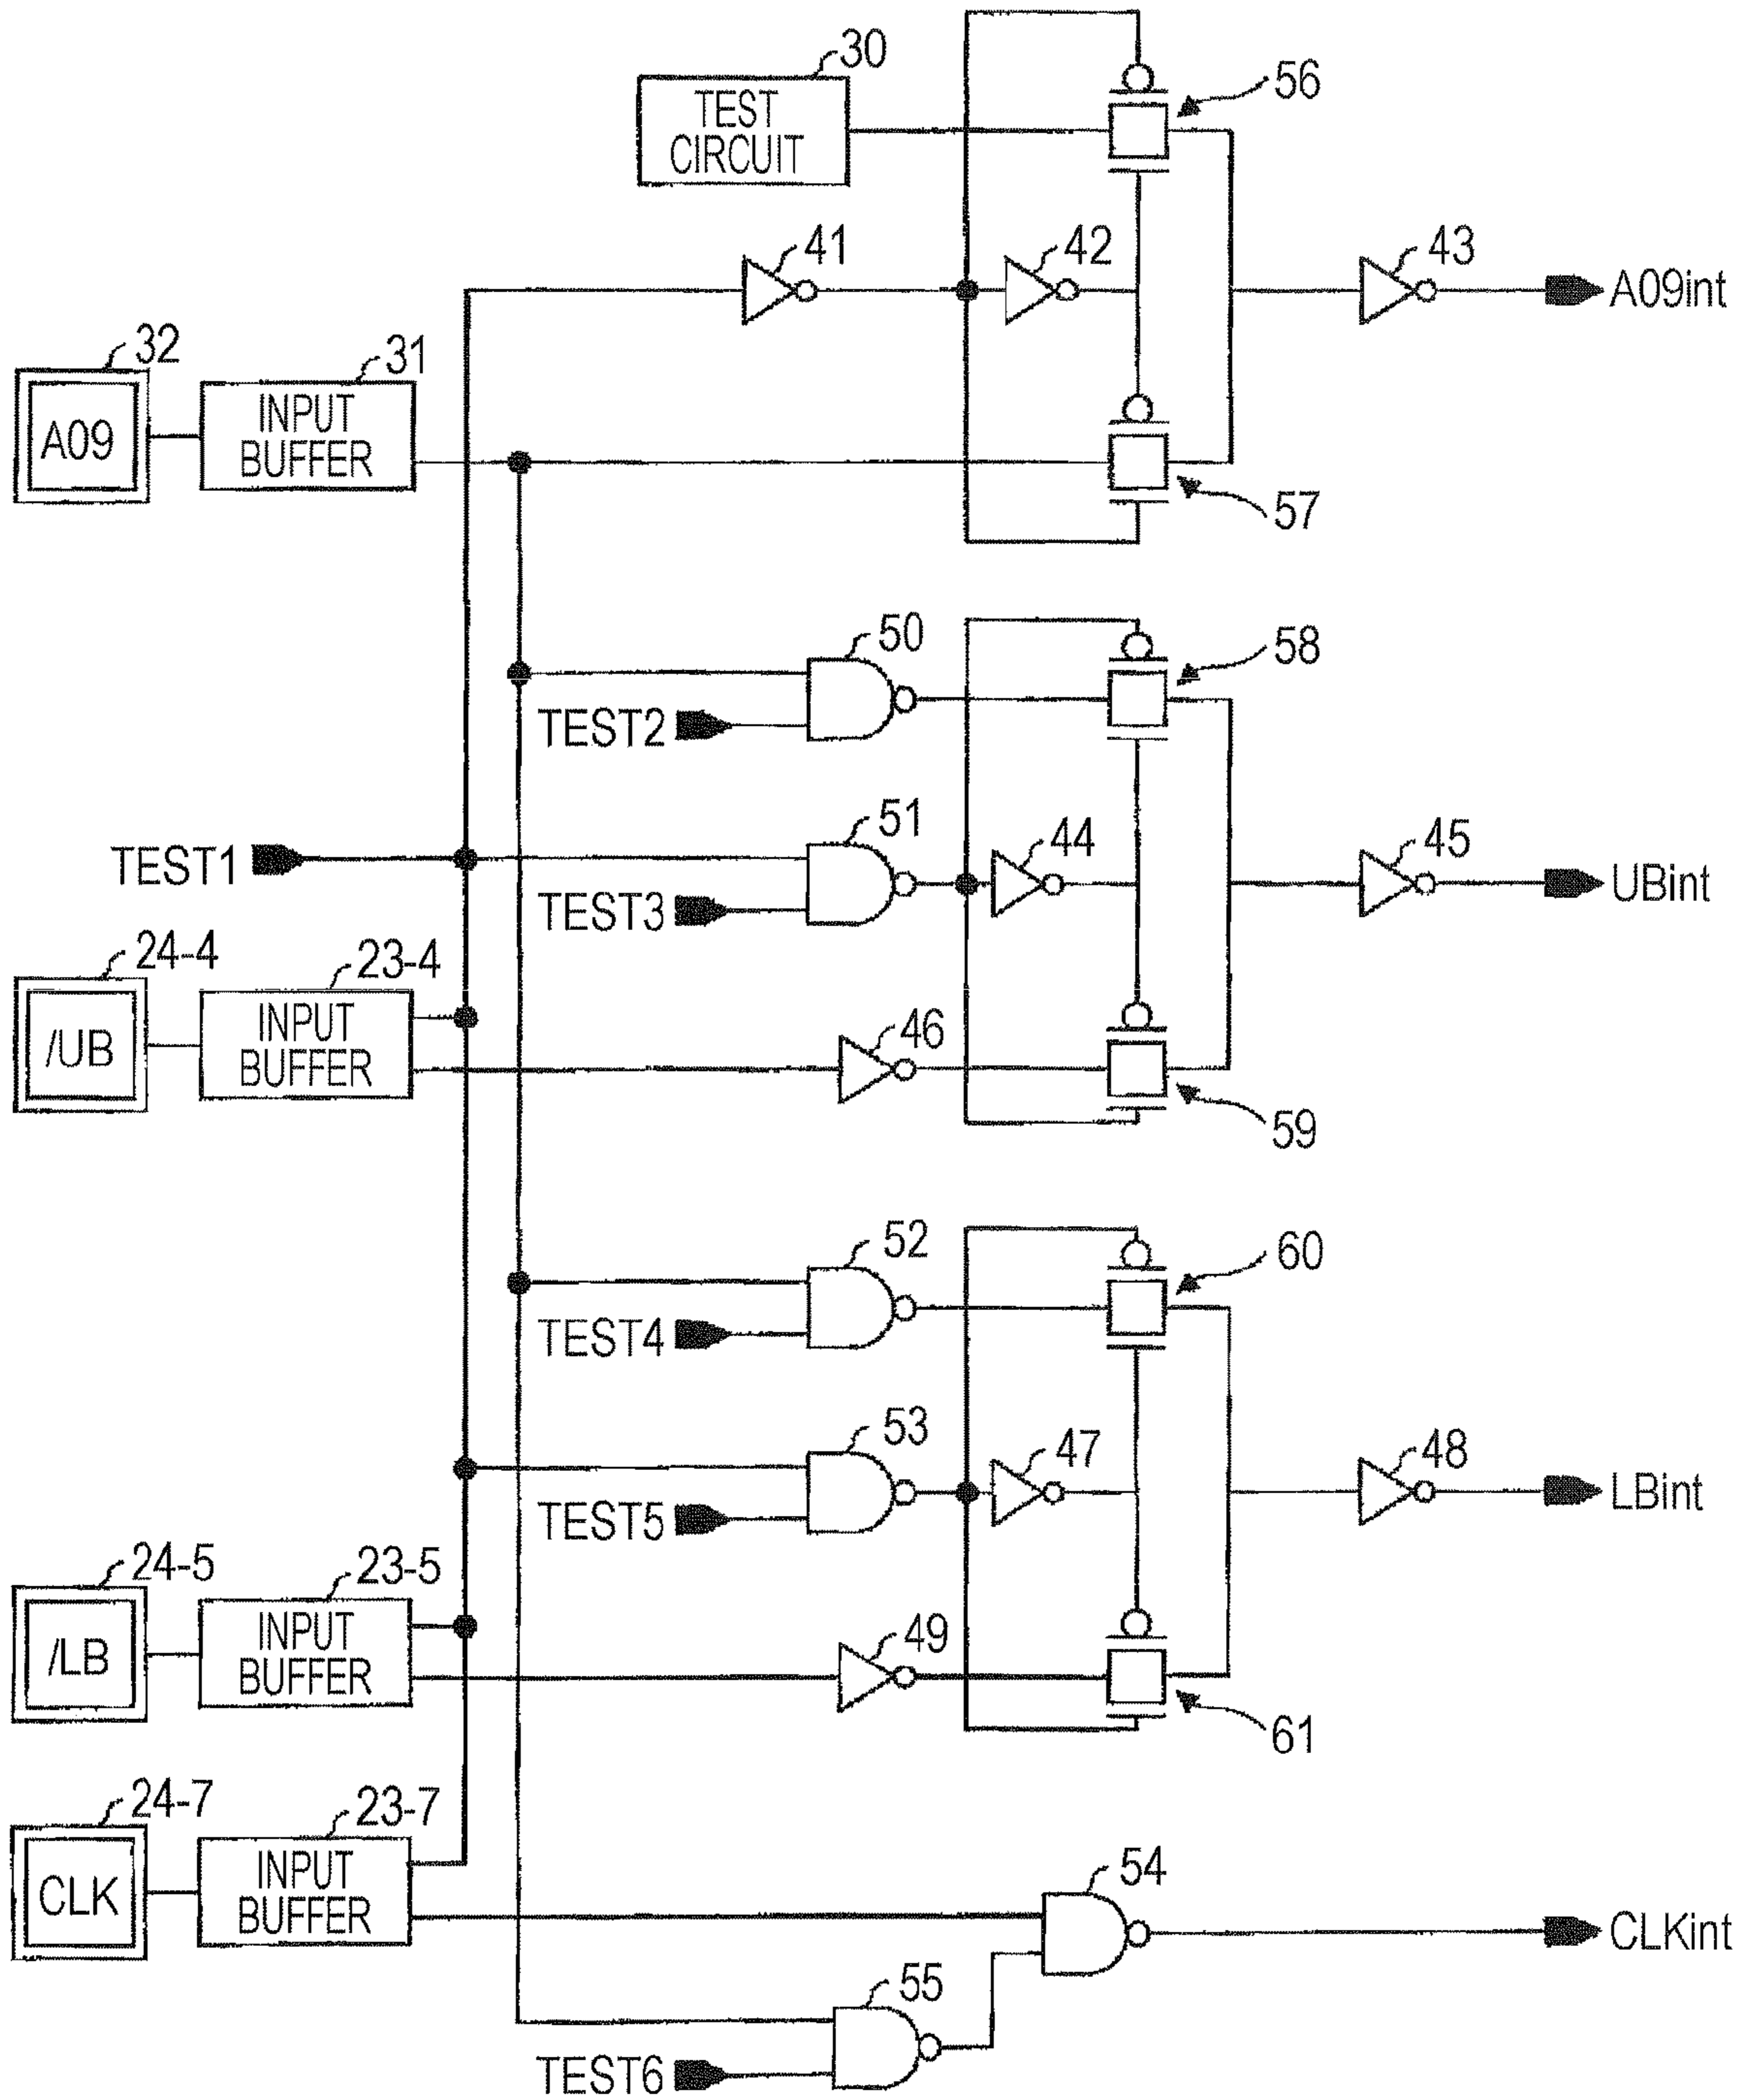 30
TEST
CIRCUIT
56
41
42
43
A09int
32
31
A09
INPUT
BUFFER
57
50
58
TEST2
51
44
45
TEST1
TEST3
UBint
24-4
23-4
/UB
INPUT
BUFFER
46
59
52
60
TEST4
53
47
48
TEST5
LBint
24-5
23-5
/LB
INPUT
BUFFER
49
61
24-7
23-7
CLK
INPUT
BUFFER
54
CLKint
55
TEST6